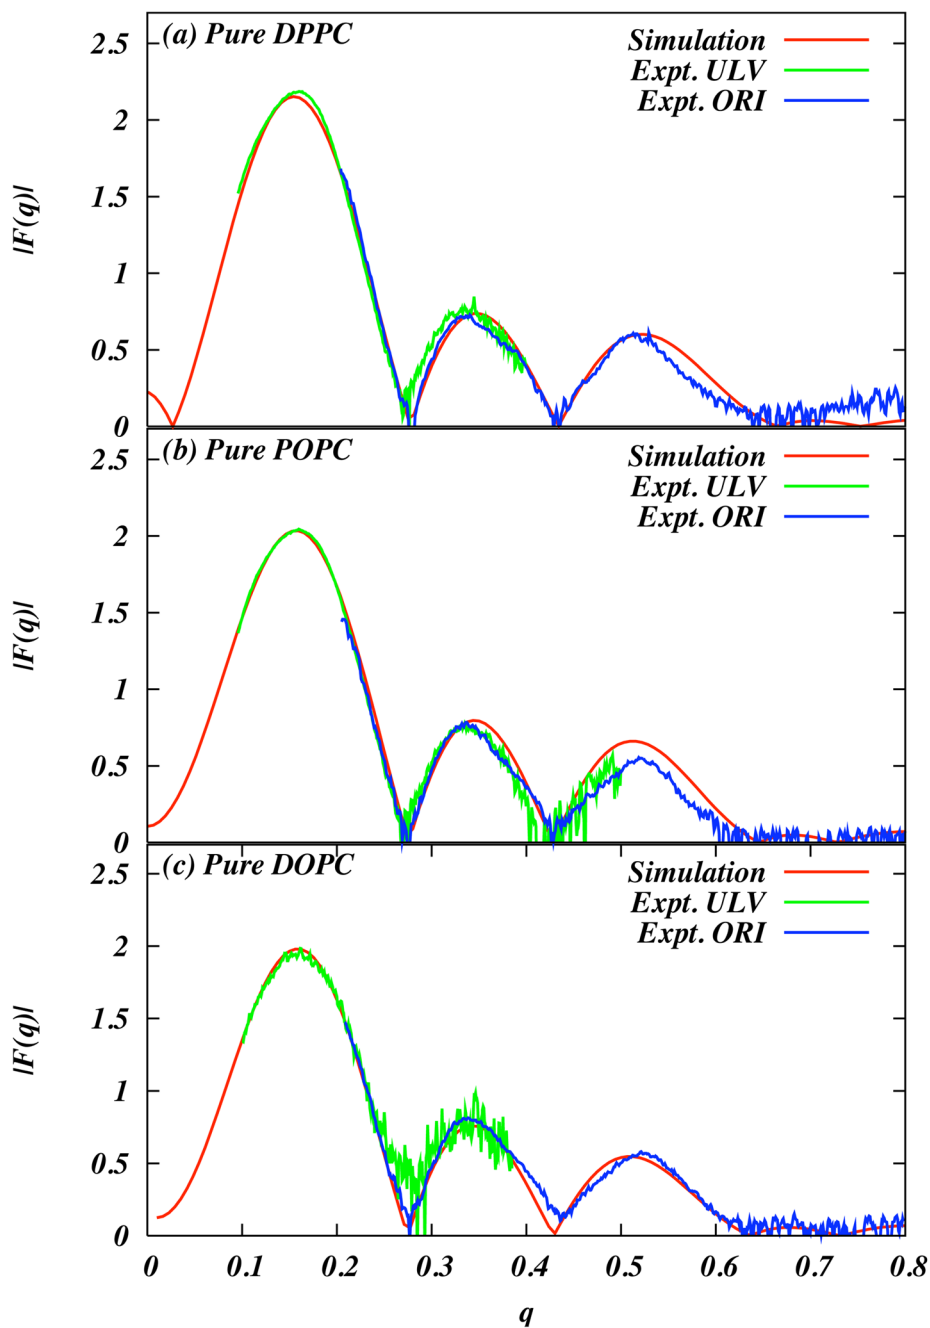 (a) Pure DPPC
Simulation
Expt. ULV
Expt. ORI
2.5
2
1.5
1
0.5
0
|F(q)|
(b) Pure POPC
Simulation
Expt. ULV
Expt. ORI
2.5
2
1.5
1
0.5
0
|F(q)|
(c) Pure DOPC
Simulation
Expt. ULV
Expt. ORI
2.5
2
1.5
1
0.5
0
|F(q)|
0 0.1 0.2 0.3 0.4 0.5 0.6 0.7 0.8
q